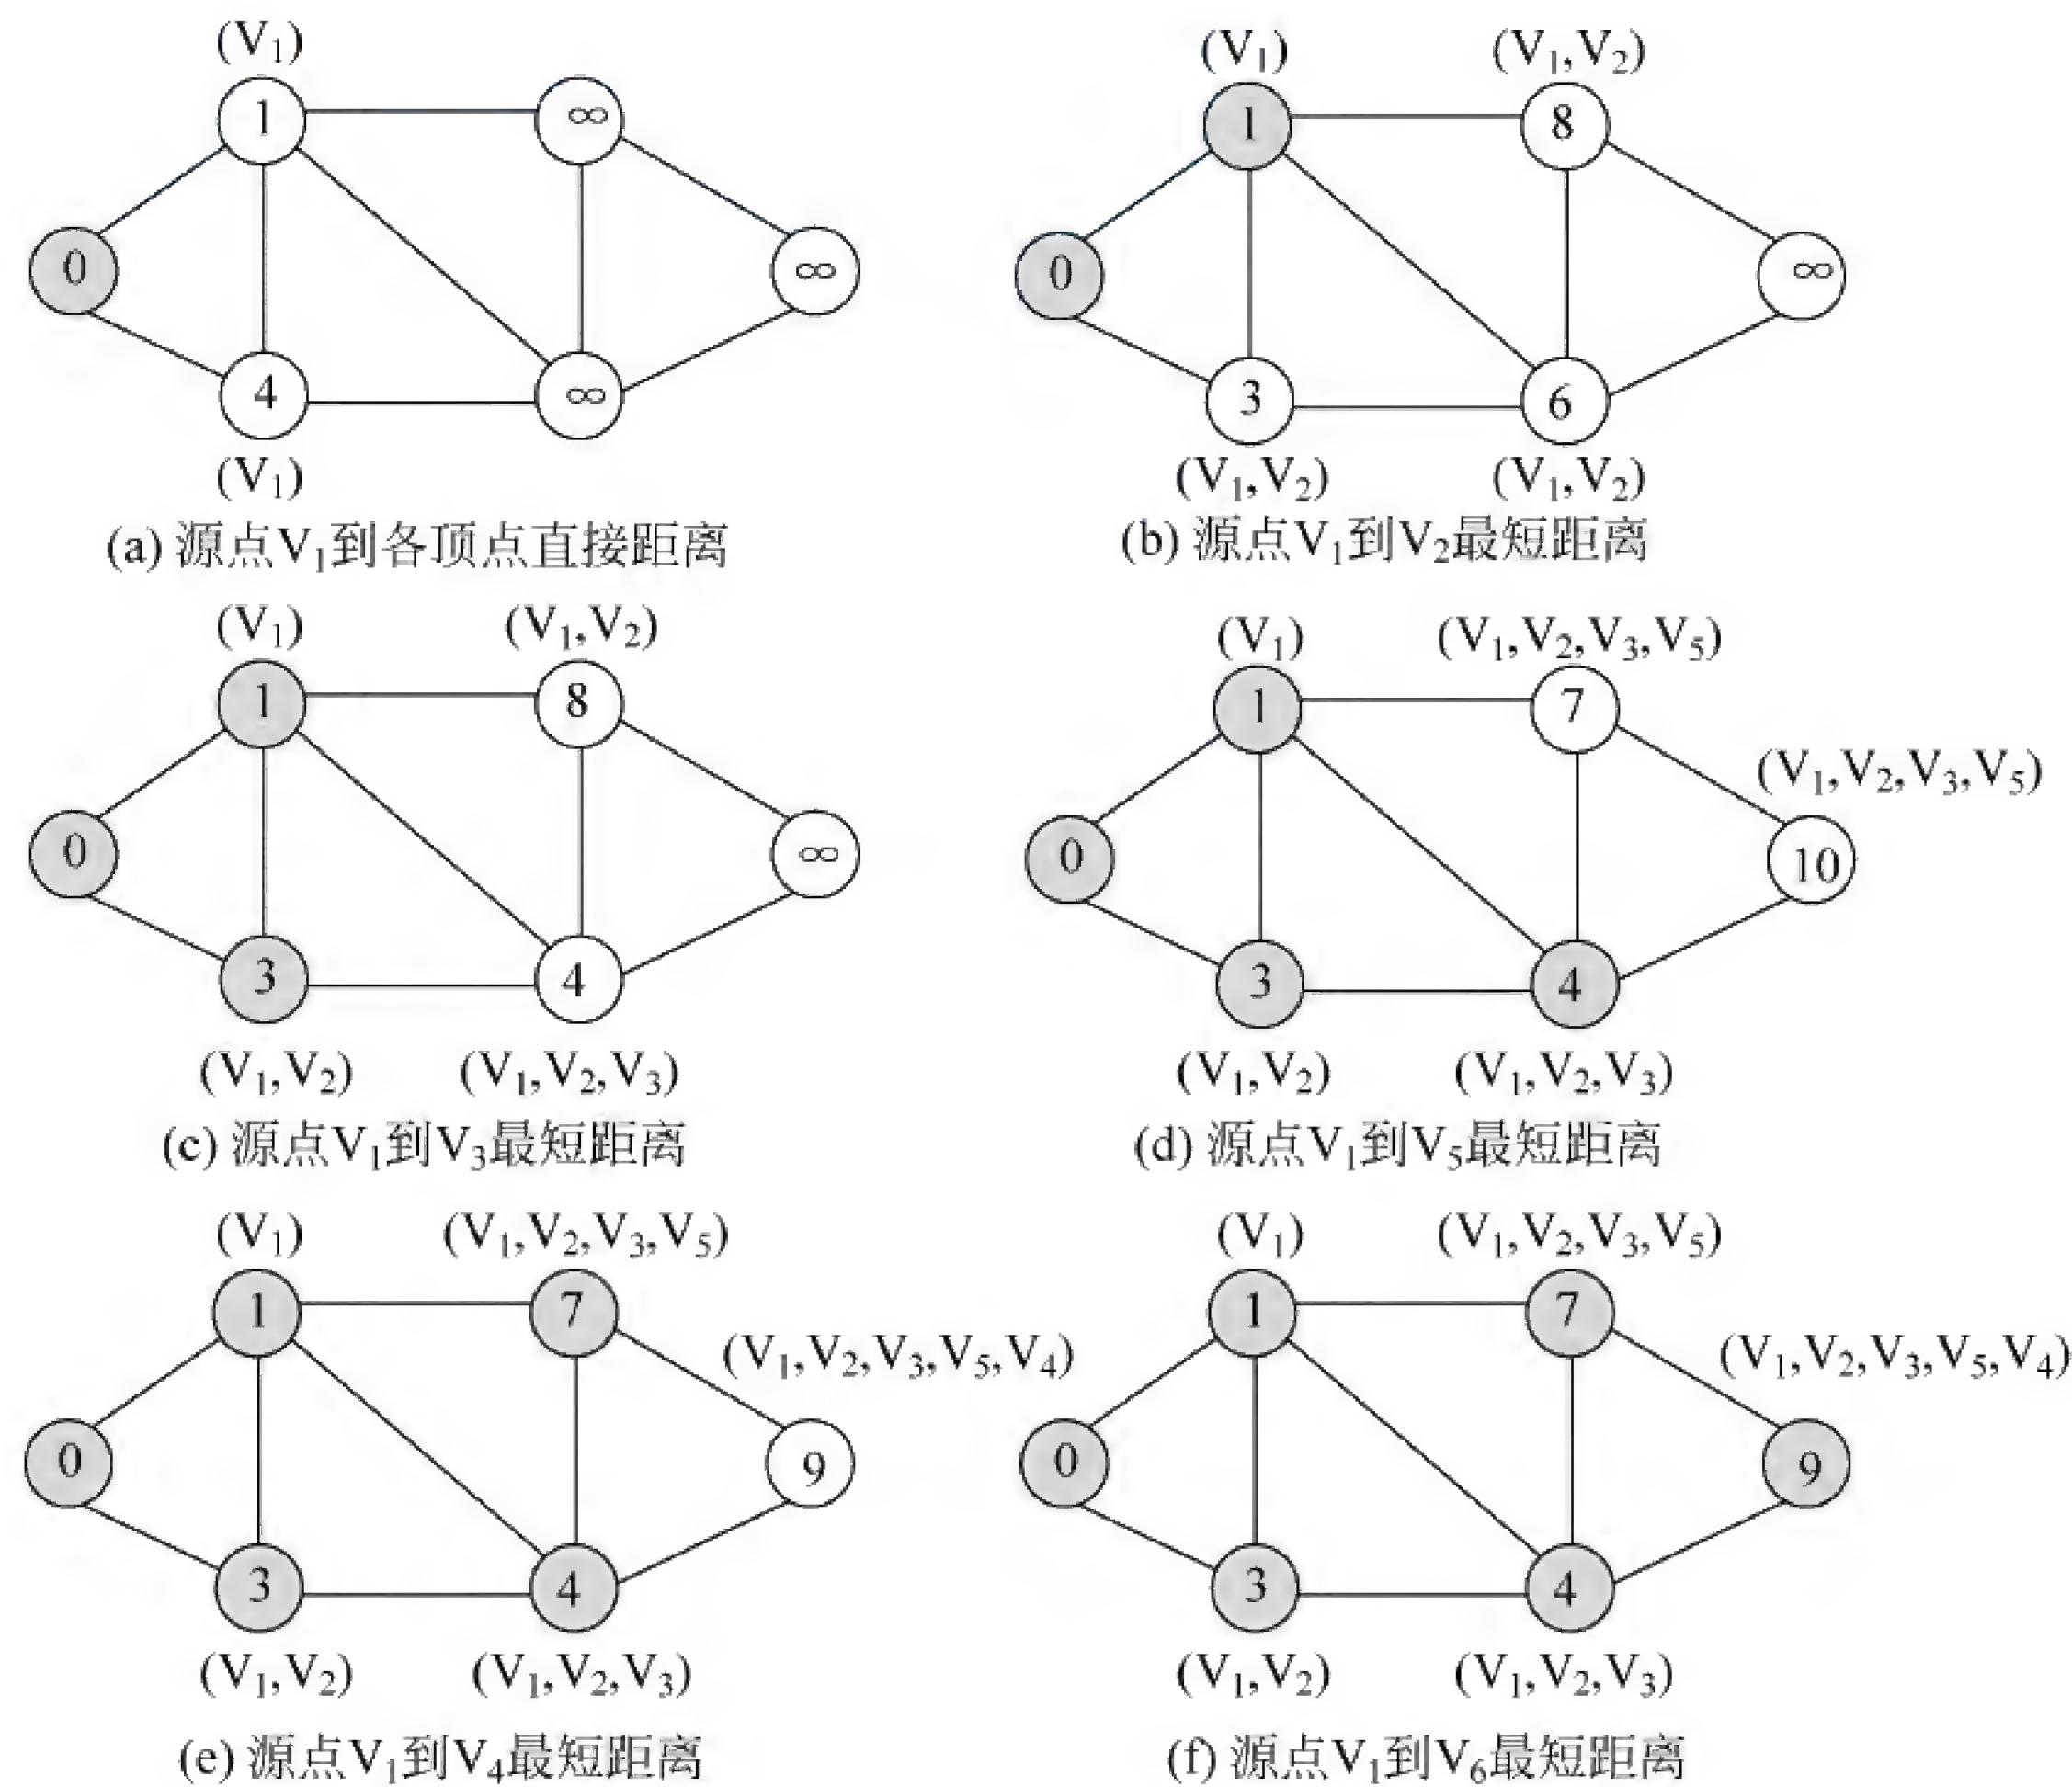 (V₁)
1 ∞
0 ∞
4 ∞
(V₁)
(a) 源点V₁到各顶点直接距离
(V₁) (V₁,V₂)
1 8
0 ∞
3 6
(V₁,V₂) (V₁,V₂)
(b) 源点V₁到V₂最短距离
(V₁) (V₁,V₂)
1 8
0 ∞
3 4
(V₁,V₂) (V₁,V₂,V₃)
(c) 源点V₁到V₃最短距离
(V₁) (V₁,V₂,V₃,V₅)
1 7
(V₁,V₂,V₃,V₅)
0 10
3 4
(V₁,V₂) (V₁,V₂,V₃)
(d) 源点V₁到V₅最短距离
(V₁) (V₁,V₂,V₃,V₅)
1 7
(V₁,V₂,V₃,V₅,V₄)
0 9
3 4
(V₁,V₂) (V₁,V₂,V₃)
(e) 源点V₁到V₄最短距离
(V₁) (V₁,V₂,V₃,V₅)
1 7
(V₁,V₂,V₃,V₅,V₄)
0 9
3 4
(V₁,V₂) (V₁,V₂,V₃)
(f) 源点V₁到V₆最短距离